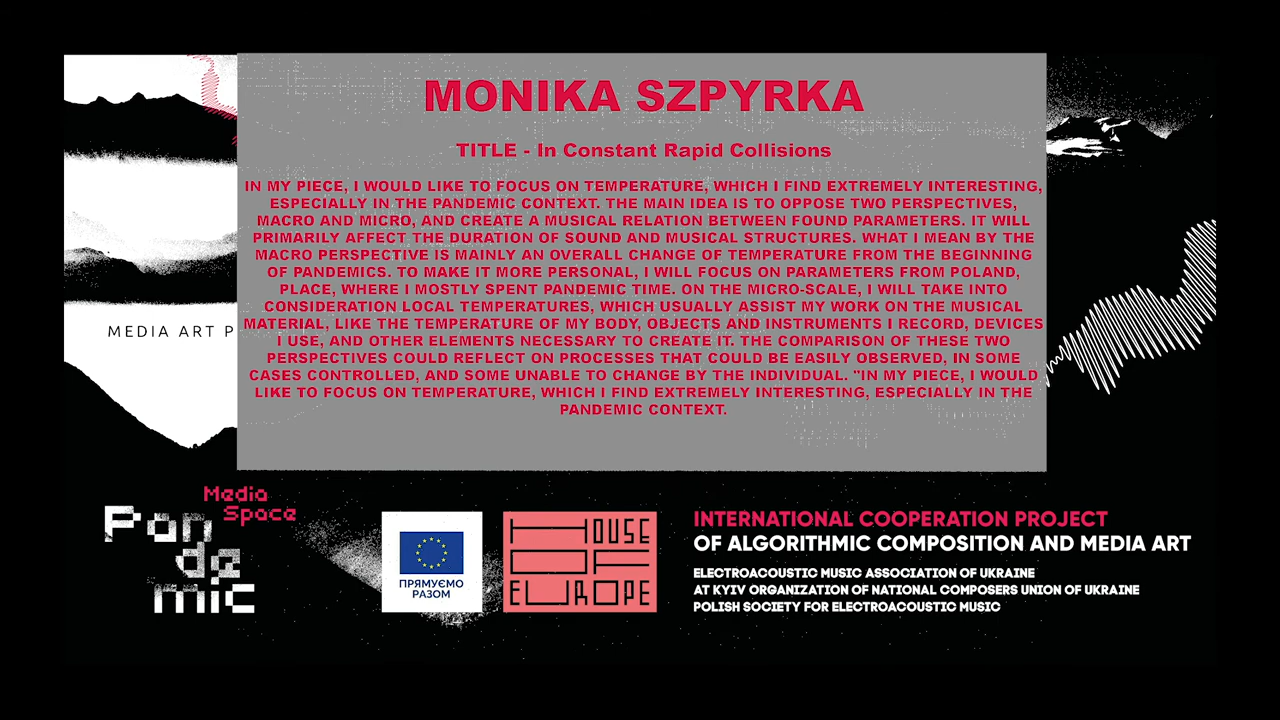 MONIKA SZPYRKA
TITLE - In Constant Rapid Collisions
IN MY PIECE, I WOULD LIKE TO FOCUS ON TEMPERATURE, WHICH I FIND EXTREMELY INTERESTING,
ESPECIALLY IN THE PANDEMIC CONTEXT. THE MAIN IDEA IS TO OPPOSE TWO PERSPECTIVES,
MACRO AND MICRO, AND CREATE A MUSICAL RELATION BETWEEN FOUND PARAMETERS. IT WILL
PRIMARILY AFFECT THE DURATION OF SOUND AND MUSICAL STRUCTURES. WHAT I MEAN BY THE
MACRO PERSPECTIVE IS MAINLY AN OVERALL CHANGE OF TEMPERATURE FROM THE BEGINNING
OF PANDEMICS. TO MAKE IT MORE PERSONAL, I WILL FOCUS ON PARAMETERS FROM POLAND,
PLACE, WHERE I MOSTLY SPENT PANDEMIC TIME. ON THE MICRO-SCALE, I WILL TAKE INTO
CONSIDERATION LOCAL TEMPERATURES, WHICH USUALLY ASSIST MY WORK ON THE MUSICAL
MATERIAL, LIKE THE TEMPERATURE OF MY BODY, OBJECTS AND INSTRUMENTS I RECORD, DEVICES
I USE, AND OTHER ELEMENTS NECESSARY TO CREATE IT. THE COMPARISON OF THESE TWO
PERSPECTIVES COULD REFLECT ON PROCESSES THAT COULD BE EASILY OBSERVED, IN SOME
CASES CONTROLLED, AND SOME UNABLE TO CHANGE BY THE INDIVIDUAL. "IN MY PIECE, I WOULD
LIKE TO FOCUS ON TEMPERATURE, WHICH I FIND EXTREMELY INTERESTING, ESPECIALLY IN THE
PANDEMIC CONTEXT.
MEDIA ART P
Media
Space
Pan
de
mic
ПРЯМУЄМО
РАЗОМ
HOUSE
OF
EUROPE
INTERNATIONAL COOPERATION PROJECT
OF ALGORITHMIC COMPOSITION AND MEDIA ART
ELECTROACOUSTIC MUSIC ASSOCIATION OF UKRAINE
AT KYIV ORGANIZATION OF NATIONAL COMPOSERS UNION OF UKRAINE
POLISH SOCIETY FOR ELECTROACOUSTIC MUSIC